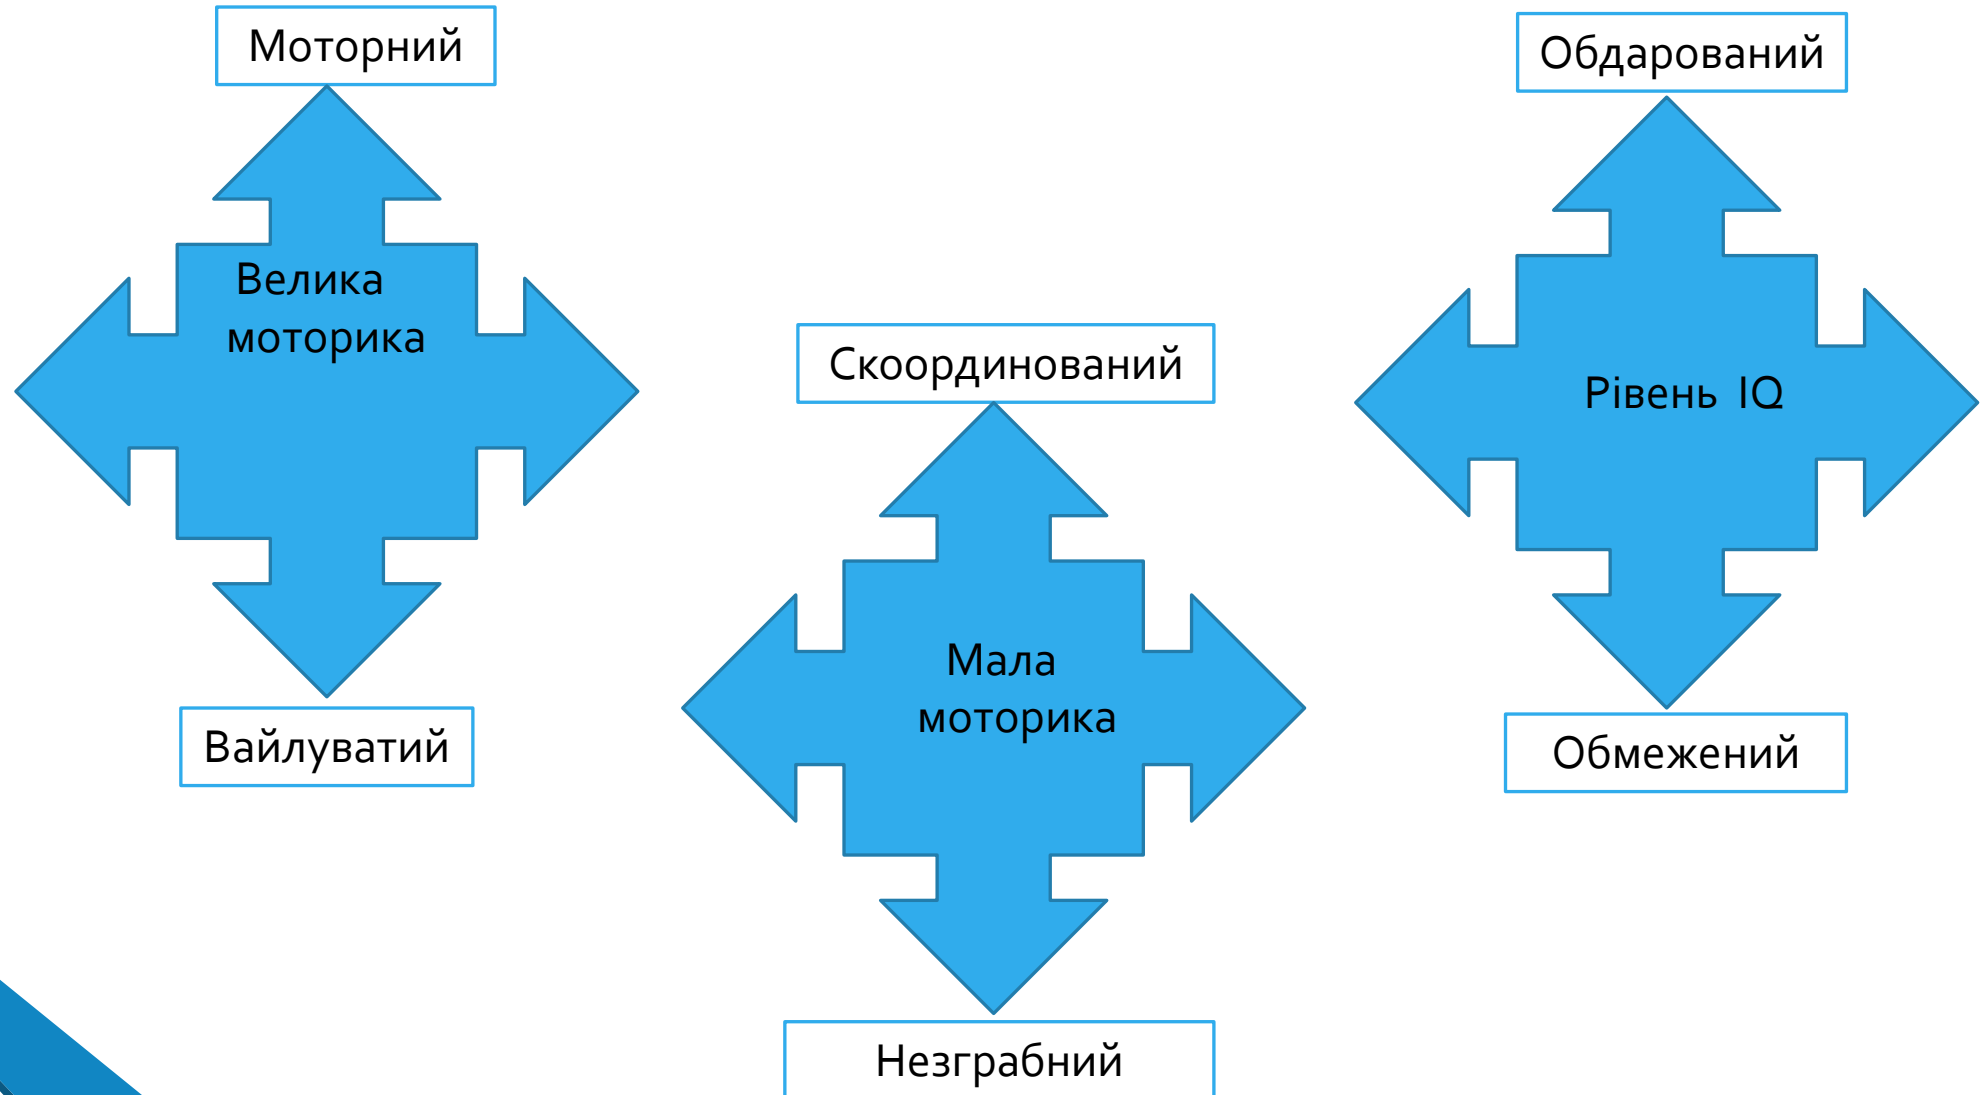 Моторний
Велика
моторика
Вайлуватий
Скоординований
Мала
моторика
Незграбний
Обдарований
Рівень IQ
Обмежений